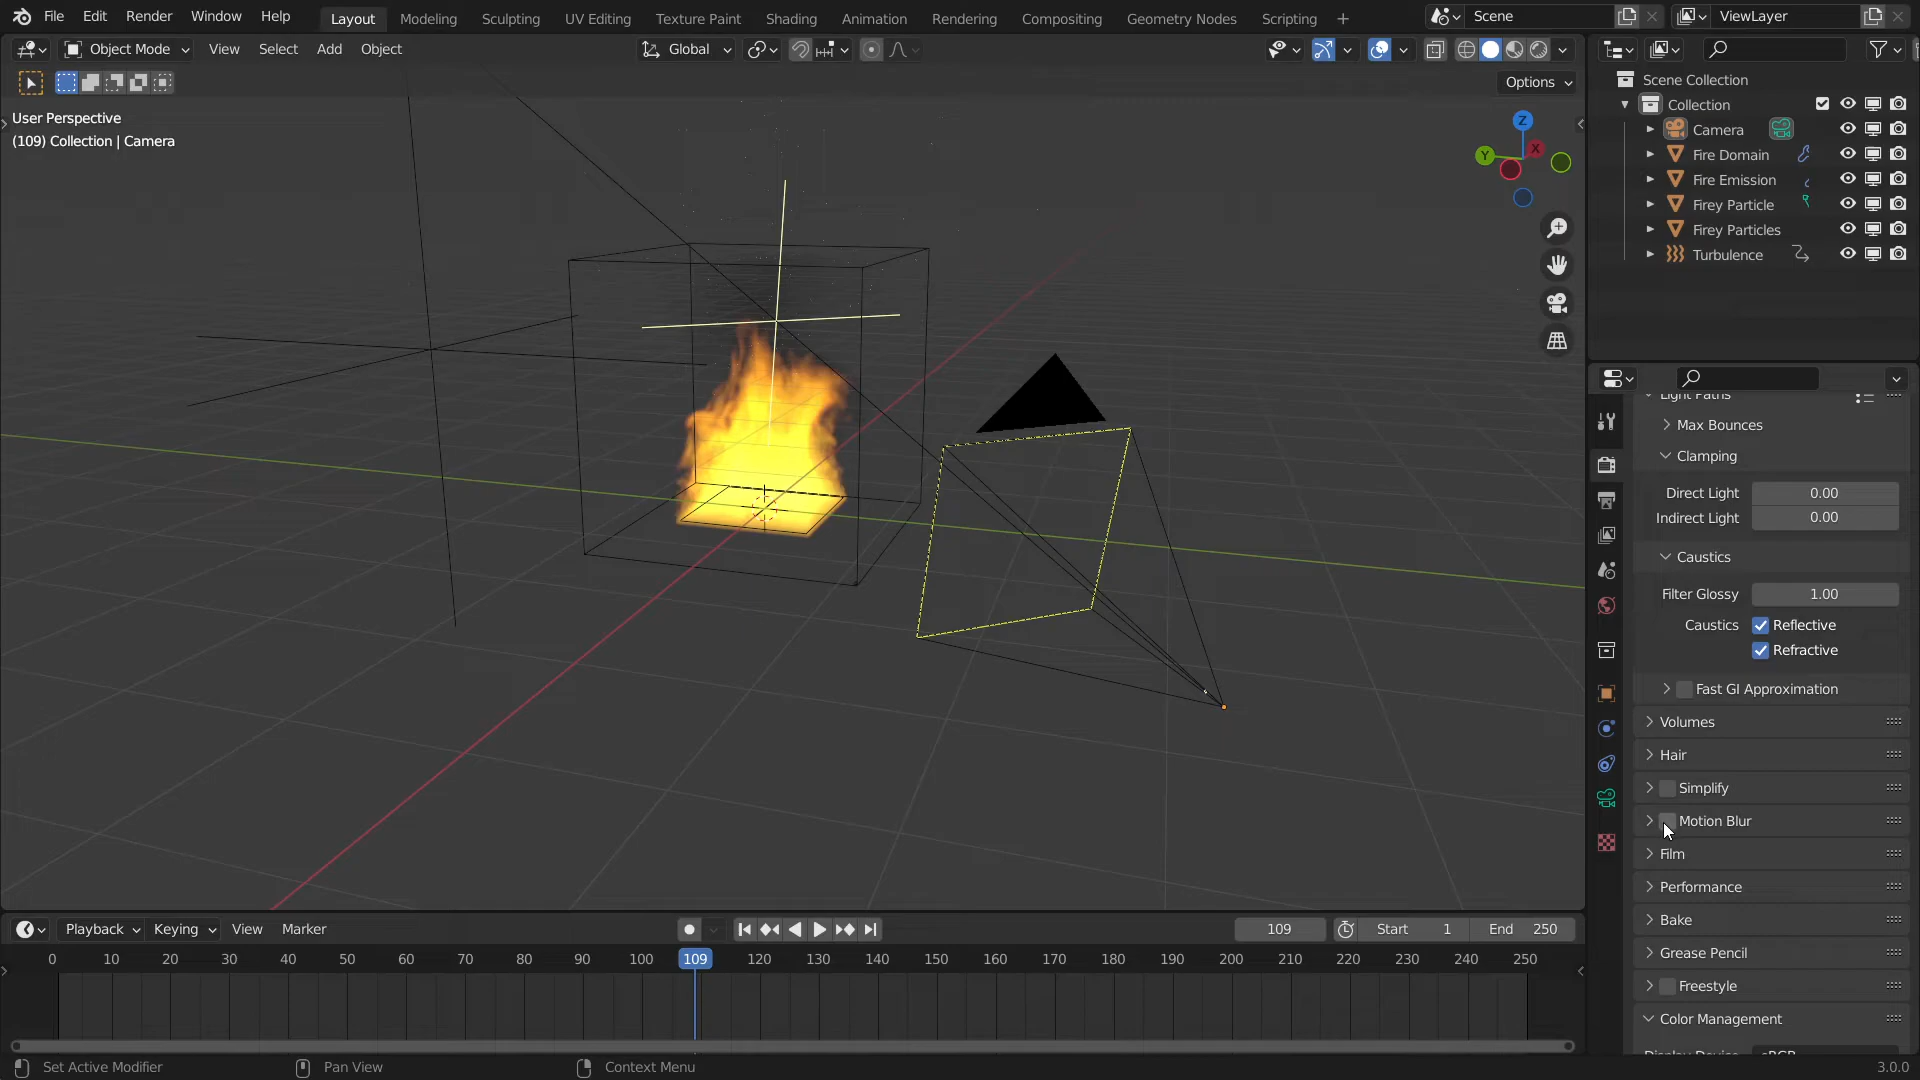 File Edit Render Window Help Layout Modeling Sculpting UV Editing Texture Paint Shading Animation Rendering Compositing Geometry Nodes Scripting + Scene ViewLayer
Object Mode View Select Add Object Global
Options
User Perspective
(109) Collection | Camera
Z
Y
X
Scene Collection
Collection
Camera
Fire Domain
Fire Emission
Firey Particle
Firey Particles
Turbulence
Light Paths
Max Bounces
Clamping
Direct Light 0.00
Indirect Light 0.00
Caustics
Filter Glossy 1.00
Caustics Reflective
Refractive
Fast GI Approximation
Volumes
Hair
Simplify
Motion Blur
Film
Performance
Bake
Grease Pencil
Freestyle
Color Management
Display Device sRGB
Playback Keying View Marker 109 Start 1 End 250
0 10 20 30 40 50 60 70 80 90 100 109 120 130 140 150 160 170 180 190 200 210 220 230 240 250
Set Active Modifier Pan View Context Menu 3.0.0